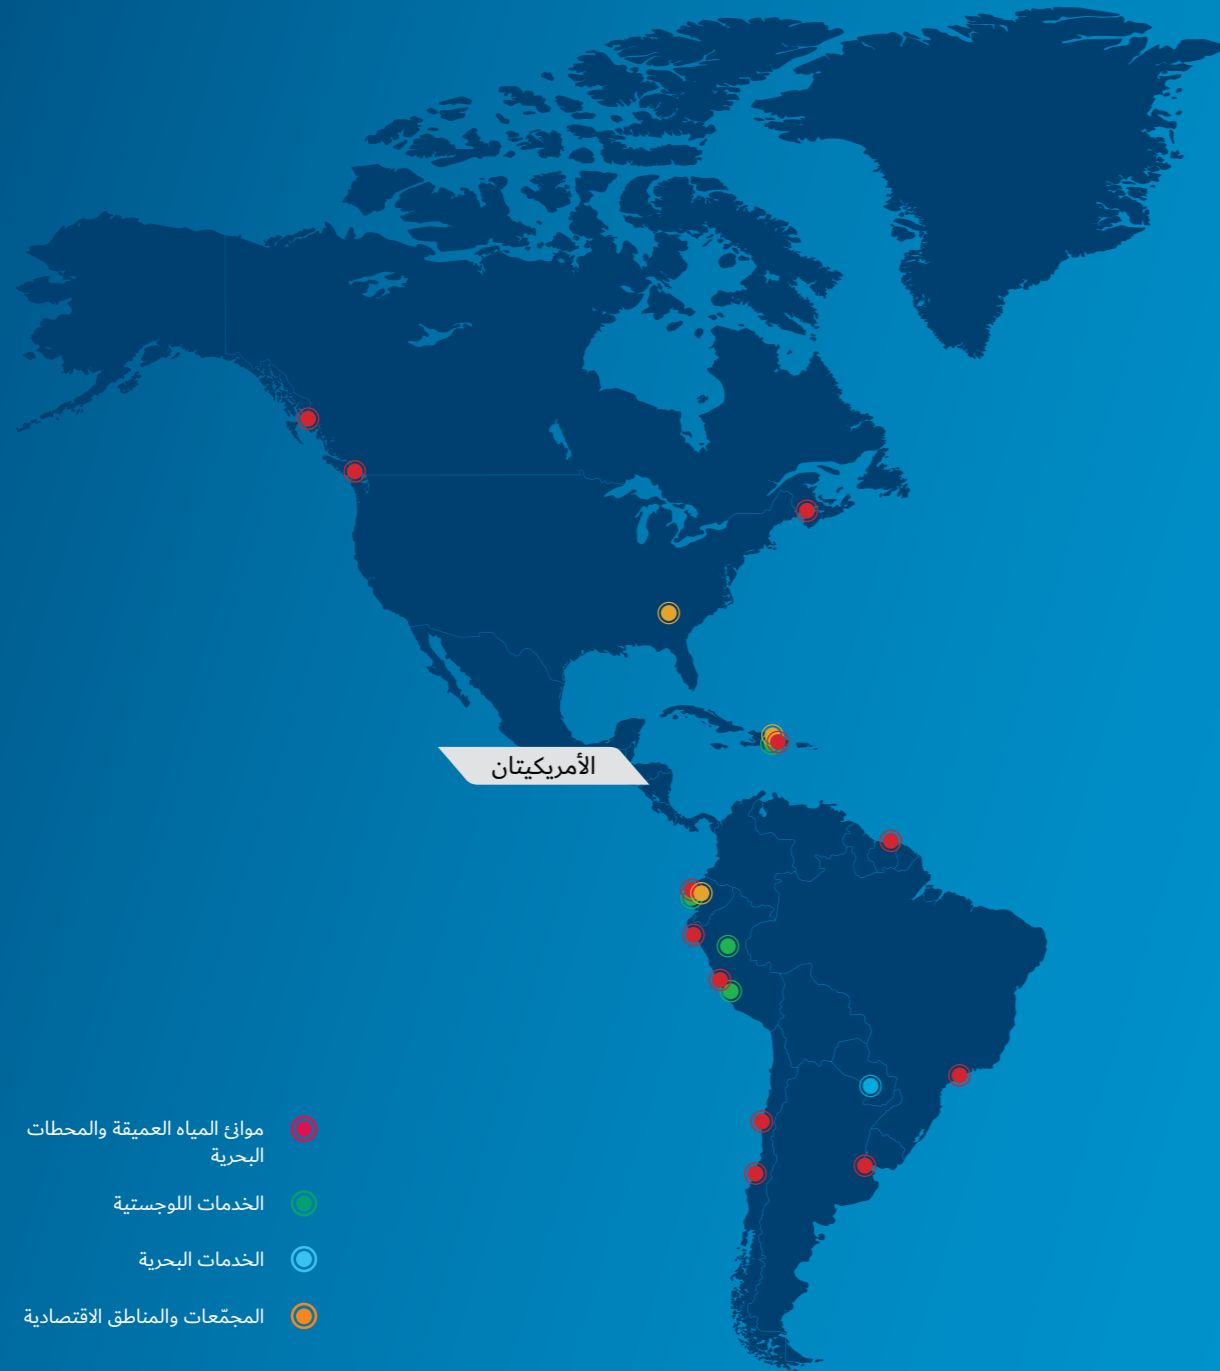 الأمريكيتان
موانئ المياه العميقة والمحطات
البحرية
الخدمات اللوجستية
الخدمات البحرية
المجمّعات والمناطق الاقتصادية